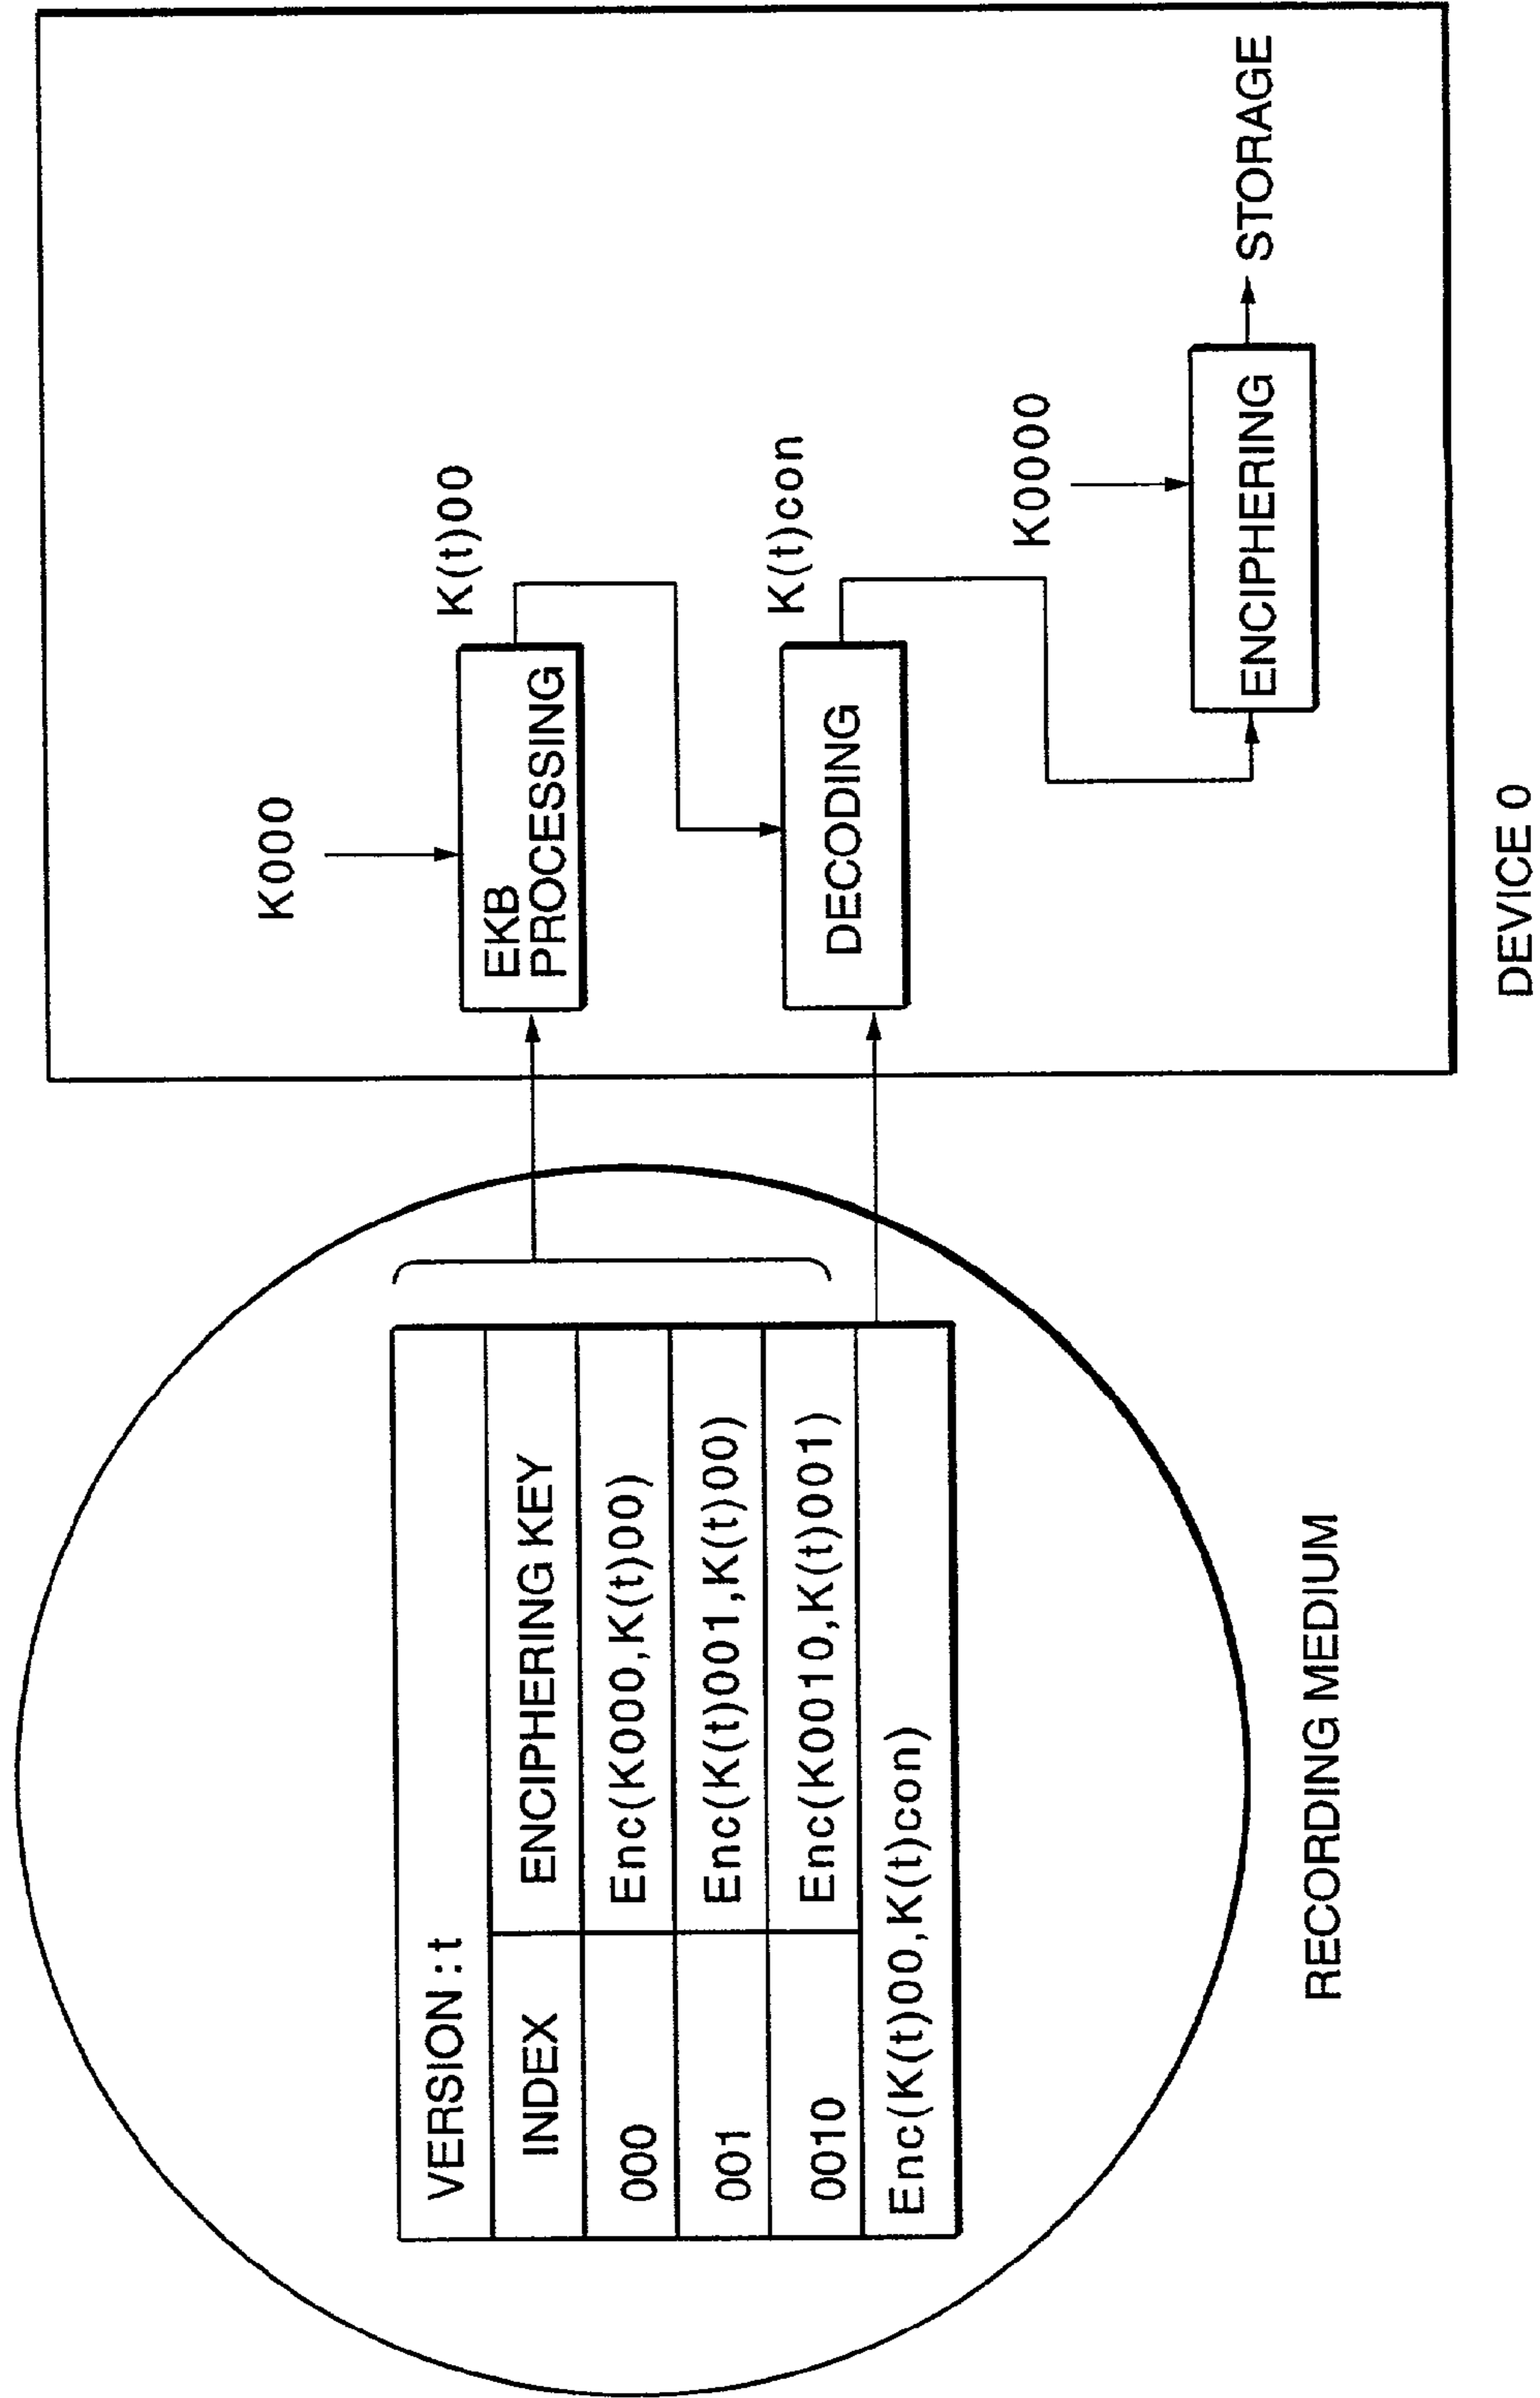 VERSION : t
INDEX
ENCIPHERING KEY
000
Enc(K000,K(t)00)
001
Enc(K(t)001,K(t)00)
0010
Enc(K0010,K(t)001)
Enc(K(t)00,K(t)con)
RECORDING MEDIUM
K000
EKB
PROCESSING
K(t)00
DECODING
K(t)con
K0000
ENCIPHERING
STORAGE
DEVICE 0